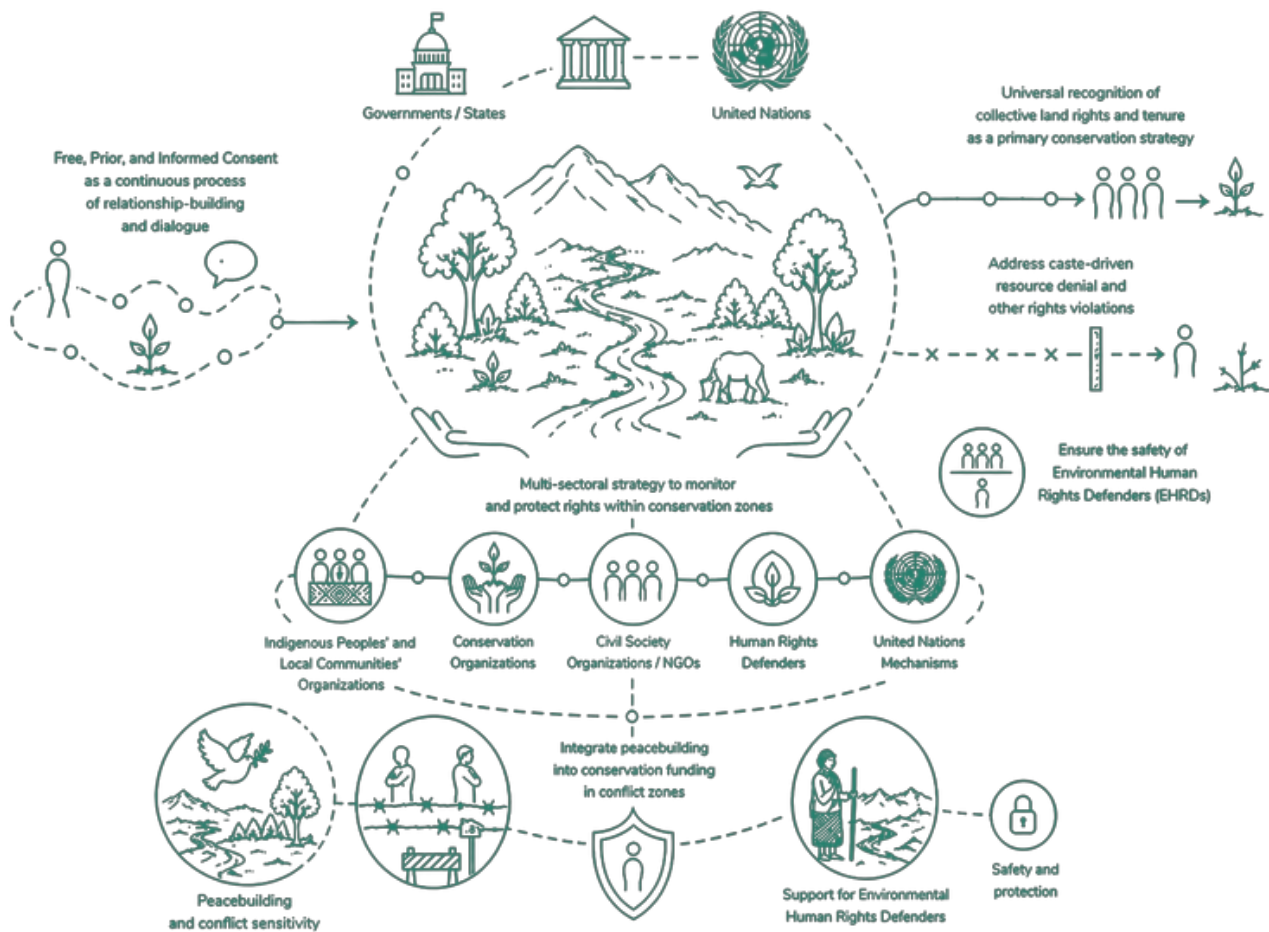 Governments / States
United Nations
Universal recognition of
collective land rights and tenure
as a primary conservation strategy
Free, Prior, and Informed Consent
as a continuous process
of relationship-building
and dialogue
Address caste-driven
resource denial and
other rights violations
Ensure the safety of
Environmental Human
Rights Defenders (EHRDs)
Multi-sectoral strategy to monitor
and protect rights within conservation zones
Indigenous Peoples' and
Local Communities'
Organizations
Conservation
Organizations
Civil Society
Organizations / NGOs
Human Rights
Defenders
United Nations
Mechanisms
Integrate peacebuilding
into conservation funding
in conflict zones
Peacebuilding
and conflict sensitivity
Support for Environmental
Human Rights Defenders
Safety and
protection